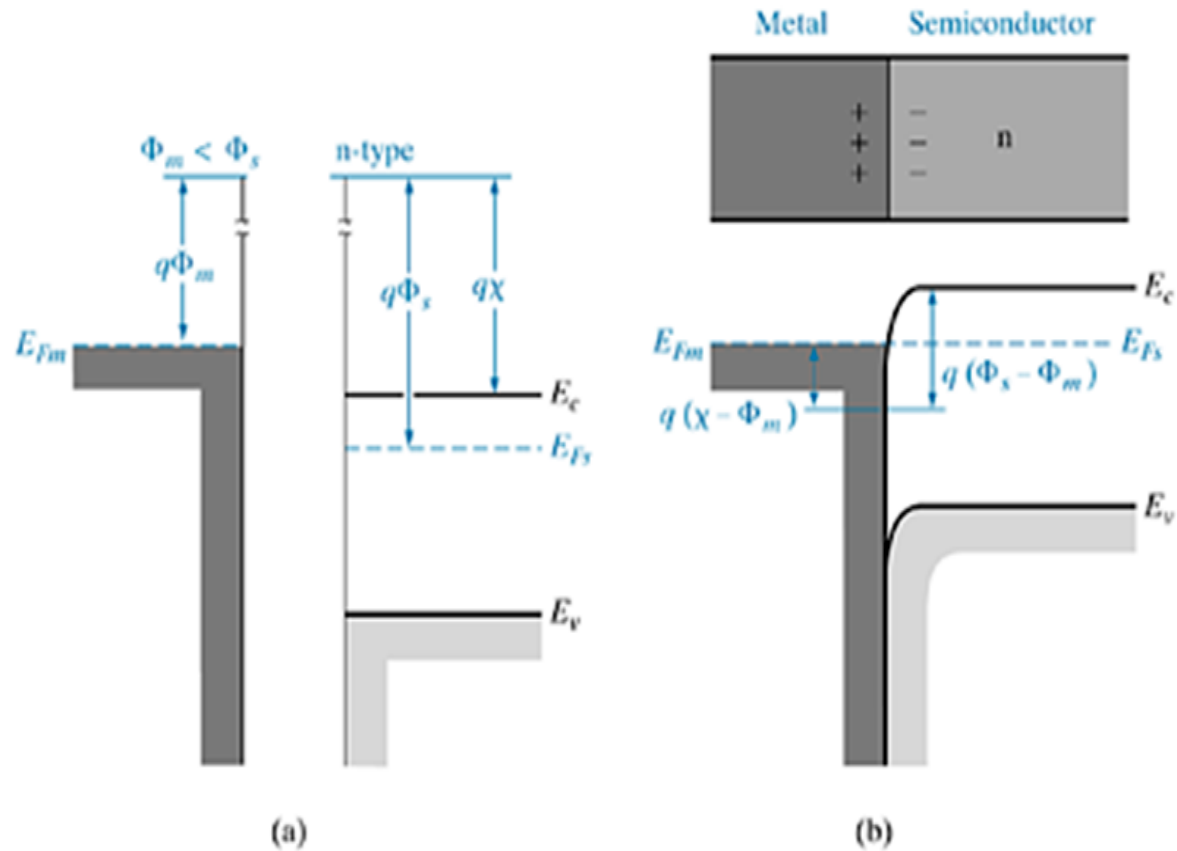 Φm < Φs
n-type
qΦm
qΦs
qχ
EFm
Ec
EFs
Ev
(a)
Metal
Semiconductor
+ −
+ − n
+ −
Ec
EFm
EFs
q (Φs – Φm)
q (χ – Φm)
Ev
(b)